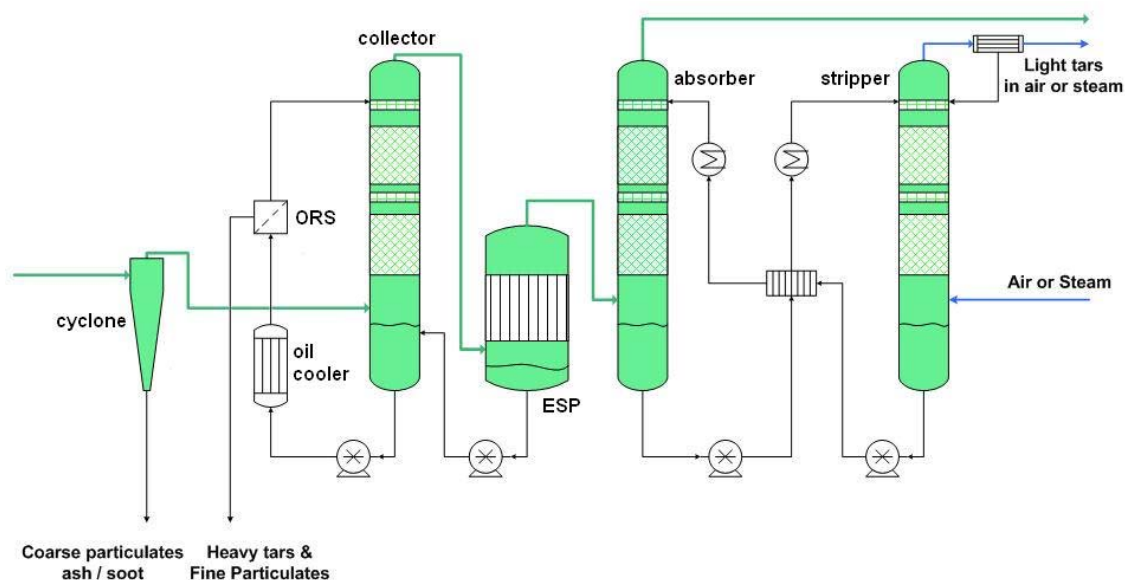 collector
absorber
stripper
Light tars
in air or steam
ORS
Air or Steam
cyclone
oil
cooler
ESP
Coarse particulates
ash / soot
Heavy tars &
Fine Particulates